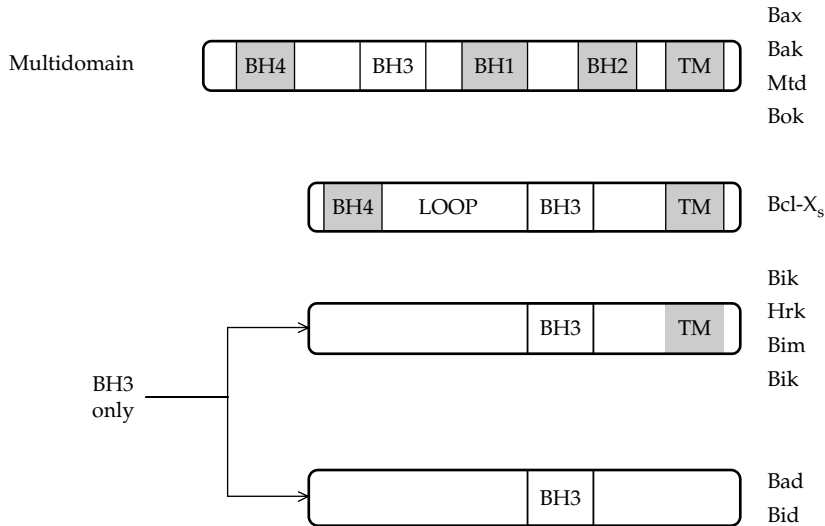 Multidomain
BH4 BH3 BH1 BH2 TM
Bax
Bak
Mtd
Bok
BH4 LOOP BH3 TM
Bcl-Xs
BH3 only
BH3 TM
Bik
Hrk
Bim
Bik
BH3
Bad
Bid